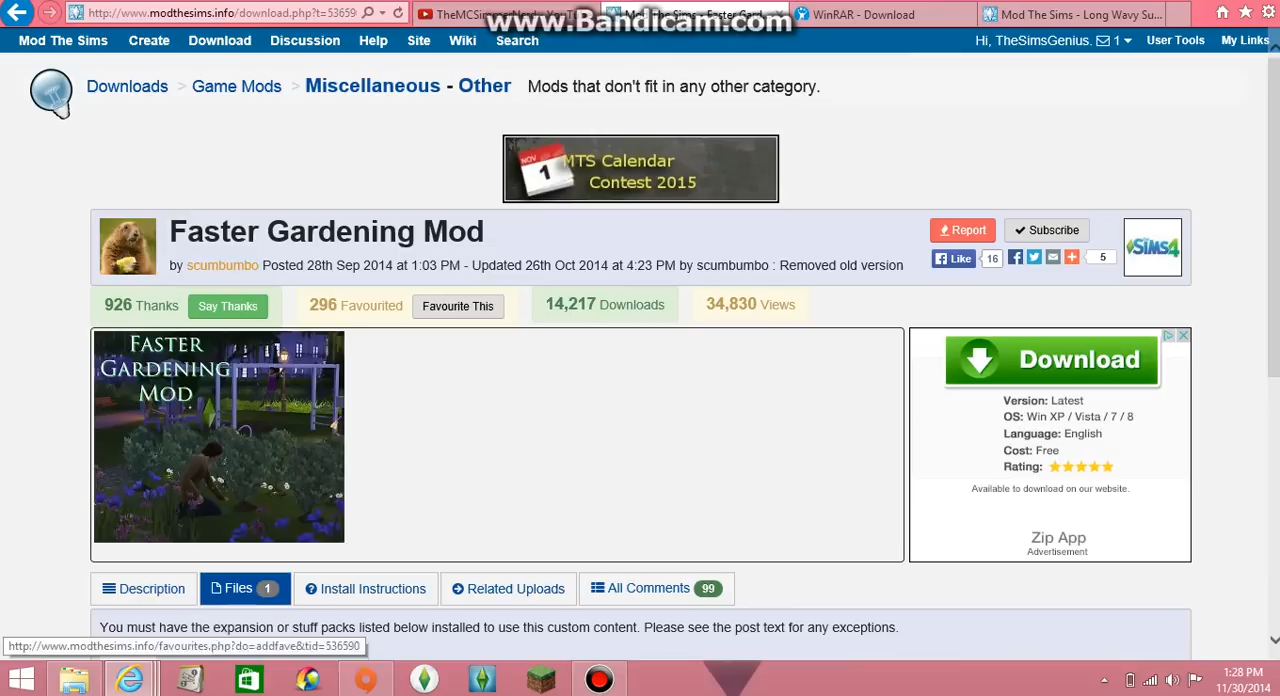 http://www.modthesims.info/download.php?t=53659
TheMCSi
WinRAR - Download
Mod The Sims - Long Wavy Su...
www.Bandicam.com
Mod The Sims
Create
Download
Discussion
Help
Site
Wiki
Search
Hi, TheSimsGenius.
1
User Tools
My Links
Downloads > Game Mods > Miscellaneous - Other Mods that don't fit in any other category.
NOV
1
MTS Calendar
Contest 2015
Faster Gardening Mod
by scumbumbo Posted 28th Sep 2014 at 1:03 PM - Updated 26th Oct 2014 at 4:23 PM by scumbumbo : Removed old version
Report
Subscribe
Like
16
5
The SIMS4
926 Thanks
Say Thanks
296 Favourited
Favourite This
14,217 Downloads
34,830 Views
FASTER
GARDENING
MOD
Download
Version: Latest
OS: Win XP / Vista / 7 / 8
Language: English
Cost: Free
Rating:
Available to download on our website.
Zip App
Advertisement
Description
Files 1
Install Instructions
Related Uploads
All Comments 99
You must have the expansion or stuff packs listed below installed to use this custom content. Please see the post text for any exceptions.
http://www.modthesims.info/favourites.php?do=addfave&tid=536590
1:28 PM
11/30/2014